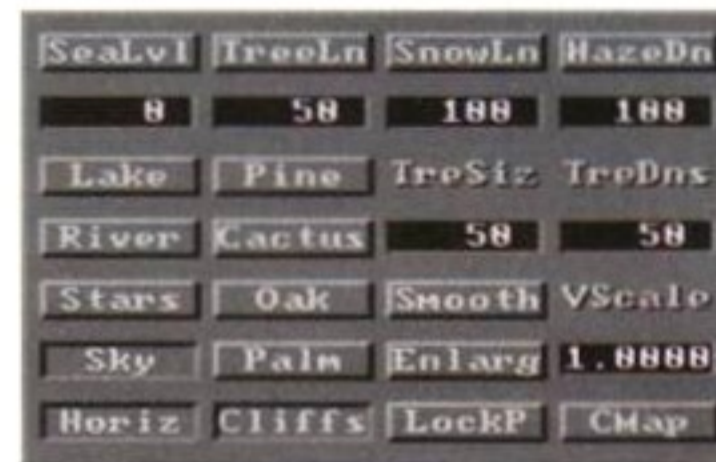 SeaLvl TreeLn SnowLn HazeDn
0 50 100 100
Lake Pine TreSiz TreDns
River Cactus 50 50
Stars Oak Smooth VScale
Sky Palm Enlarg 1.0000
Horiz Cliffs LockP CMap